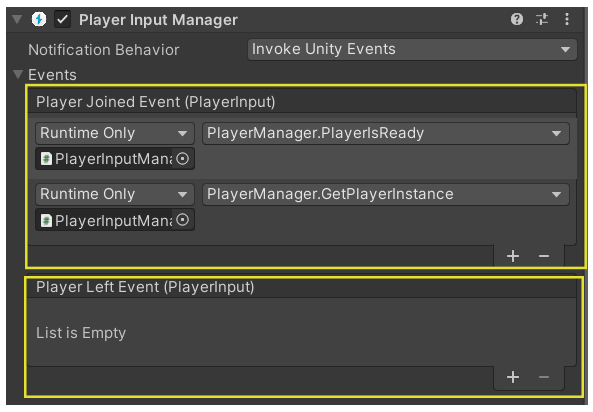 Player Input Manager
Notification Behavior Invoke Unity Events
Events
Player Joined Event (PlayerInput)
Runtime Only PlayerManager.PlayerIsReady
PlayerInputMana
Runtime Only PlayerManager.GetPlayerInstance
PlayerInputMana
+ −
Player Left Event (PlayerInput)
List is Empty
+ −